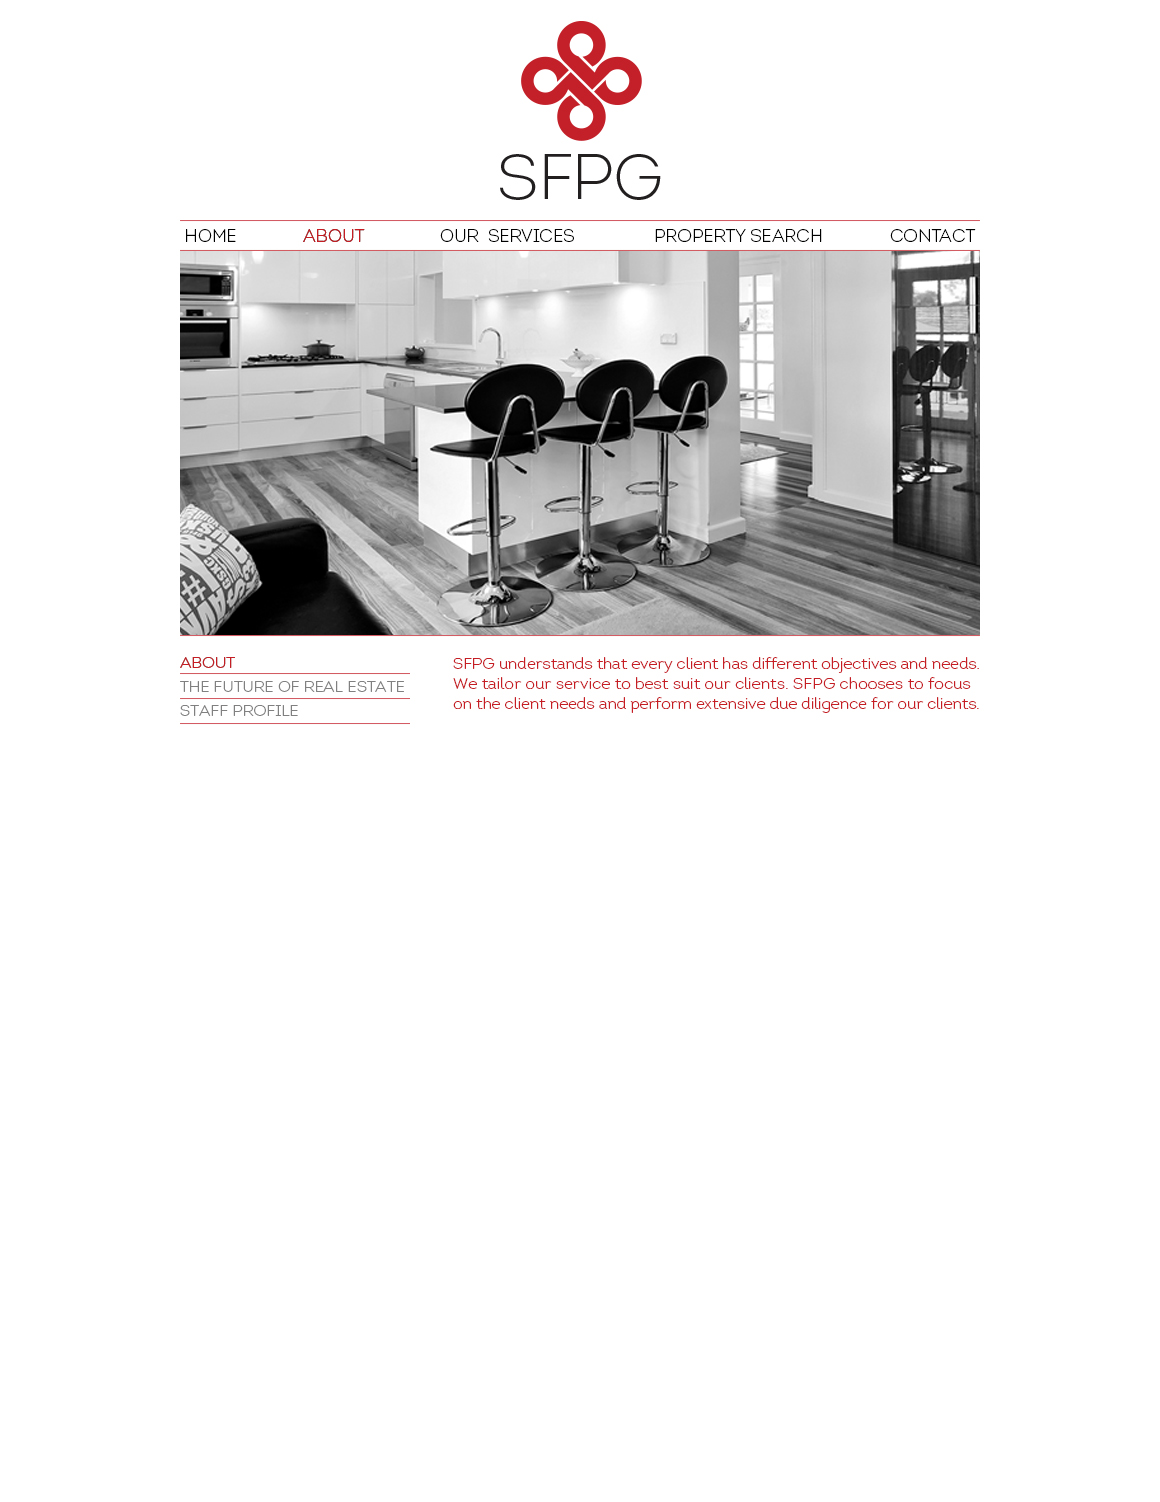 SFPG
HOME ABOUT OUR SERVICES PROPERTY SEARCH CONTACT
ABOUT
THE FUTURE OF REAL ESTATE
STAFF PROFILE
SFPG understands that every client has different objectives and needs.
We tailor our service to best suit our clients. SFPG chooses to focus
on the client needs and perform extensive due diligence for our clients.